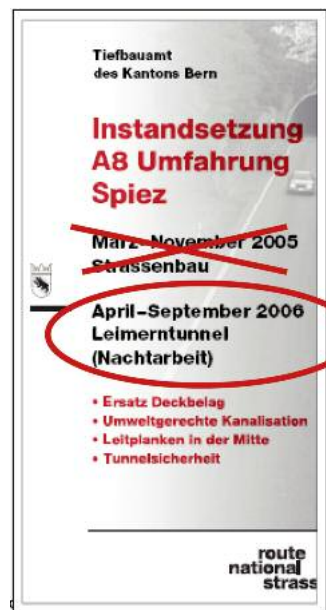 Tiefbauamt
des Kantons Bern
Instandsetzung
A8 Umfahrung
Spiez
März–November 2005
Strassenbau
April–September 2006
Leimerntunnel
(Nachtarbeit)
• Ersatz Deckbelag
• Umweltgerechte Kanalisation
• Leitplanken in der Mitte
• Tunnelsicherheit
route
national
strass